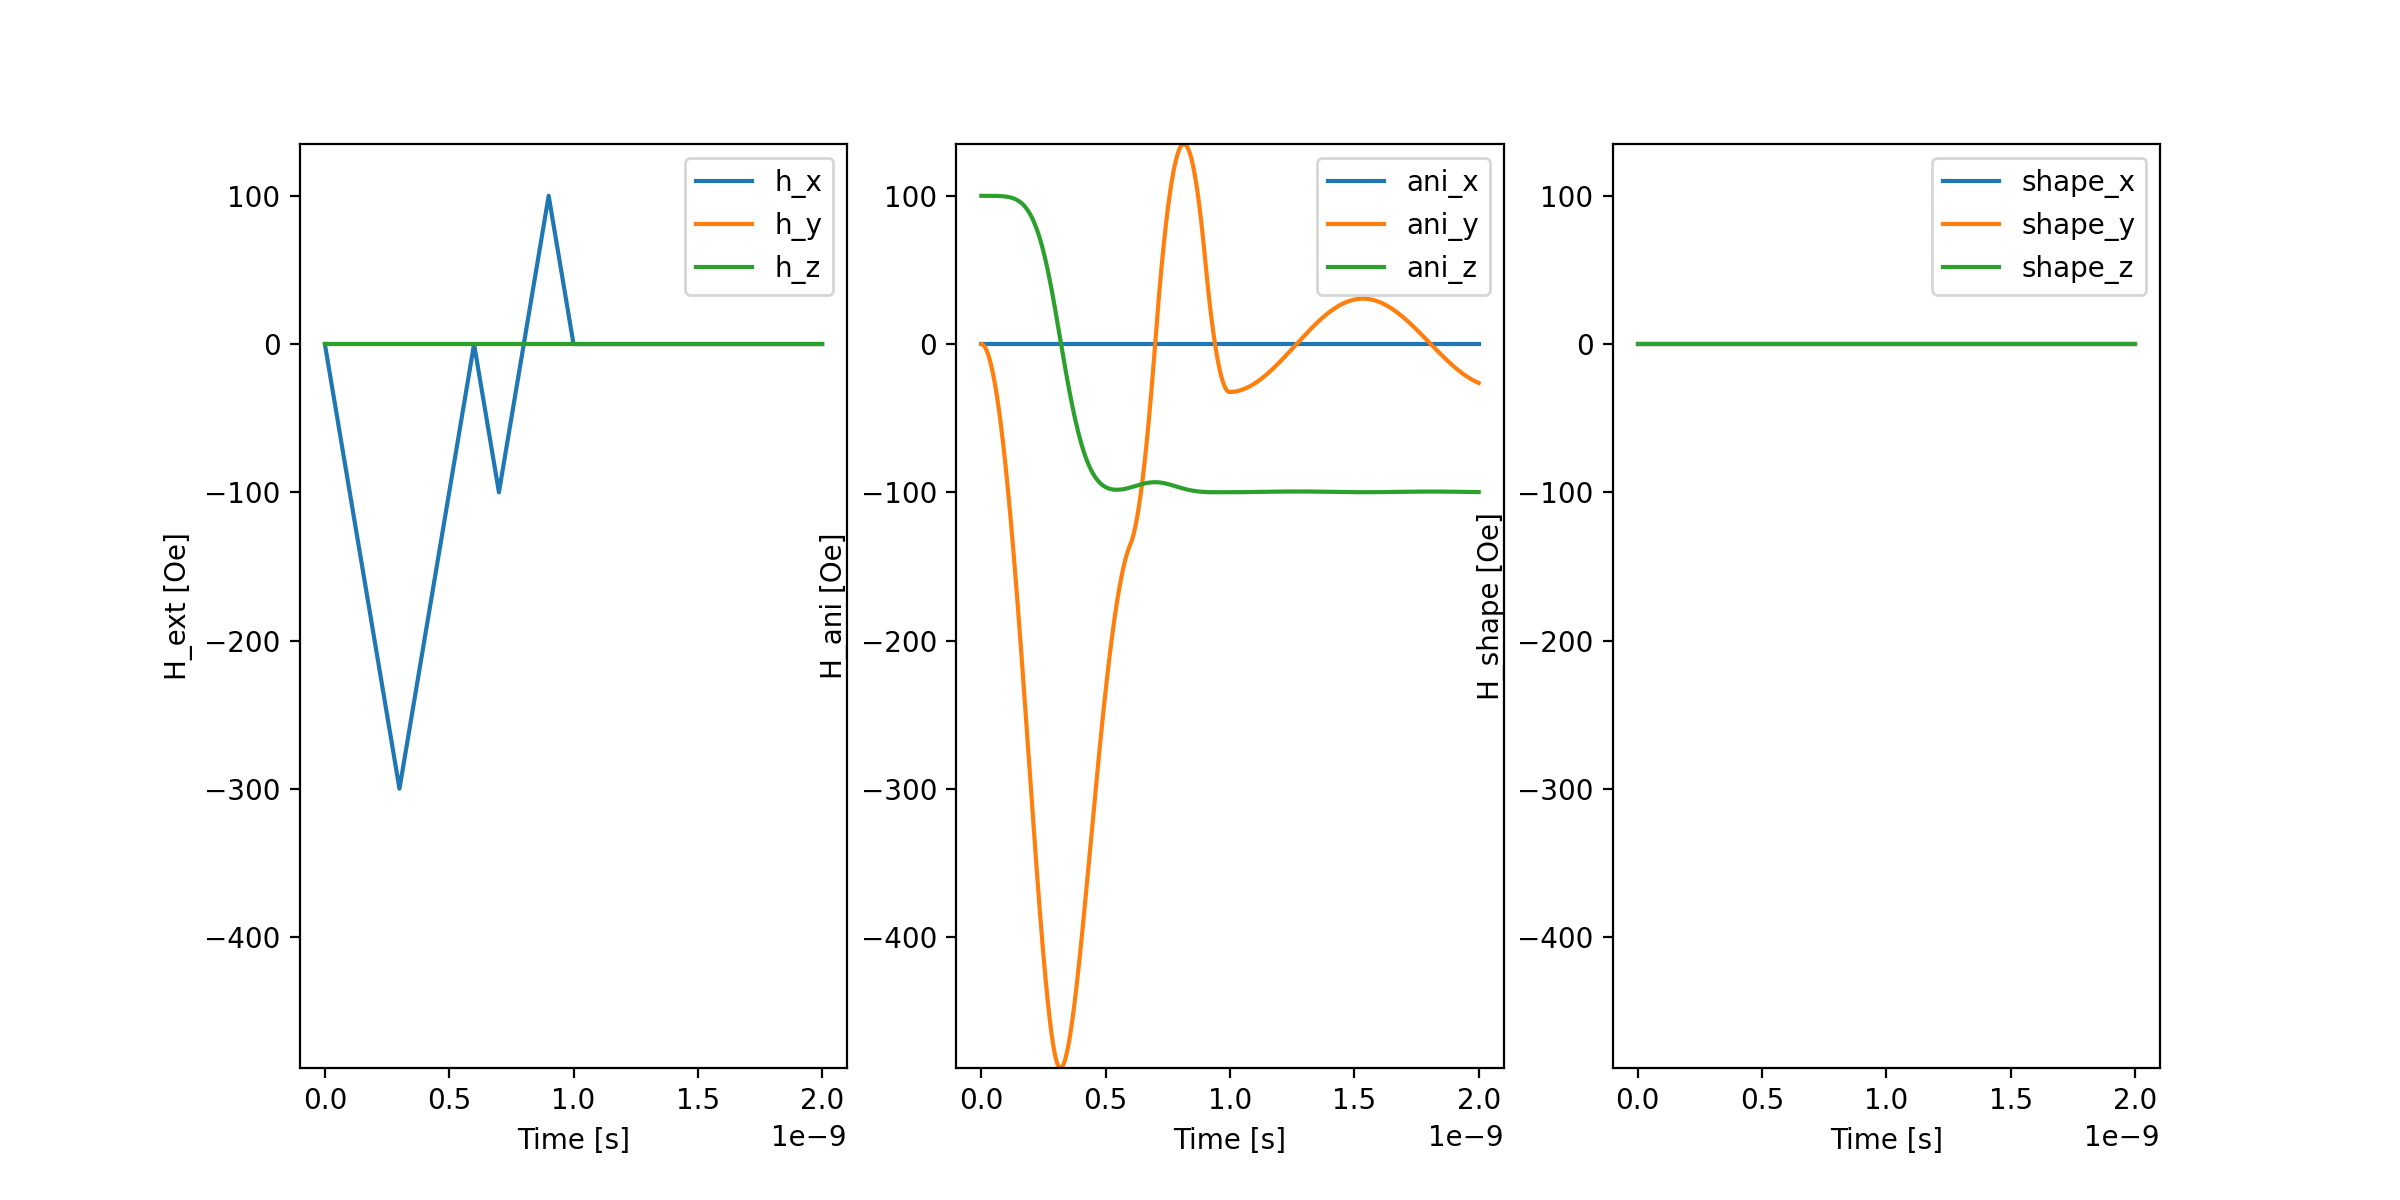 H_ext [Oe]
100
0
−100
−200
−300
−400
0.0 0.5 1.0 1.5 2.0
Time [s]
1e−9
h_x
h_y
h_z
H_ani [Oe]
100
0
−100
−200
−300
−400
0.0 0.5 1.0 1.5 2.0
Time [s]
1e−9
ani_x
ani_y
ani_z
H_shape [Oe]
100
0
−100
−200
−300
−400
0.0 0.5 1.0 1.5 2.0
Time [s]
1e−9
shape_x
shape_y
shape_z